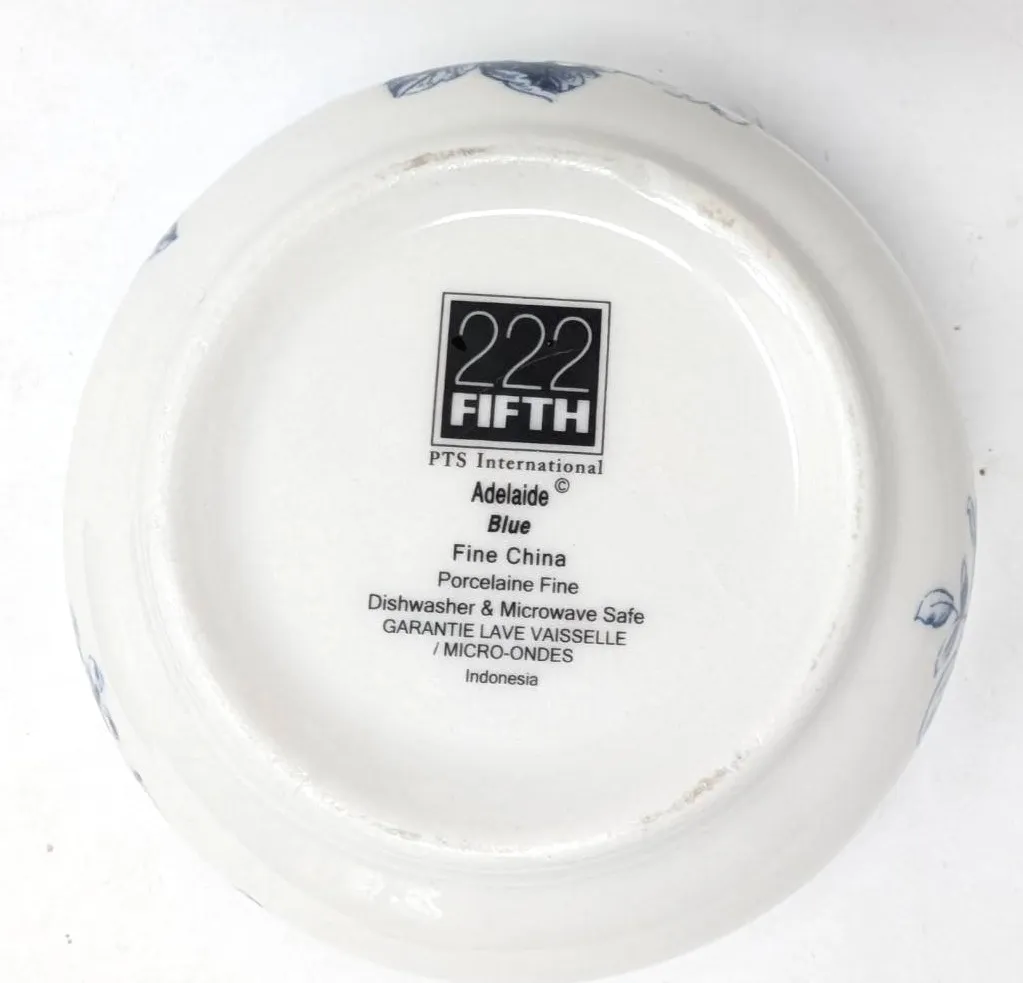 222
FIFTH
PTS International
Adelaide ©
Blue
Fine China
Porcelaine Fine
Dishwasher & Microwave Safe
GARANTIE LAVE VAISSELLE
/ MICRO-ONDES
Indonesia